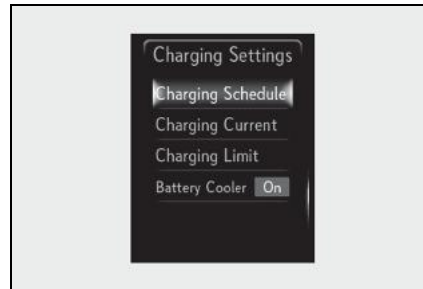 Charging Settings
Charging Schedule
Charging Current
Charging Limit
Battery Cooler On